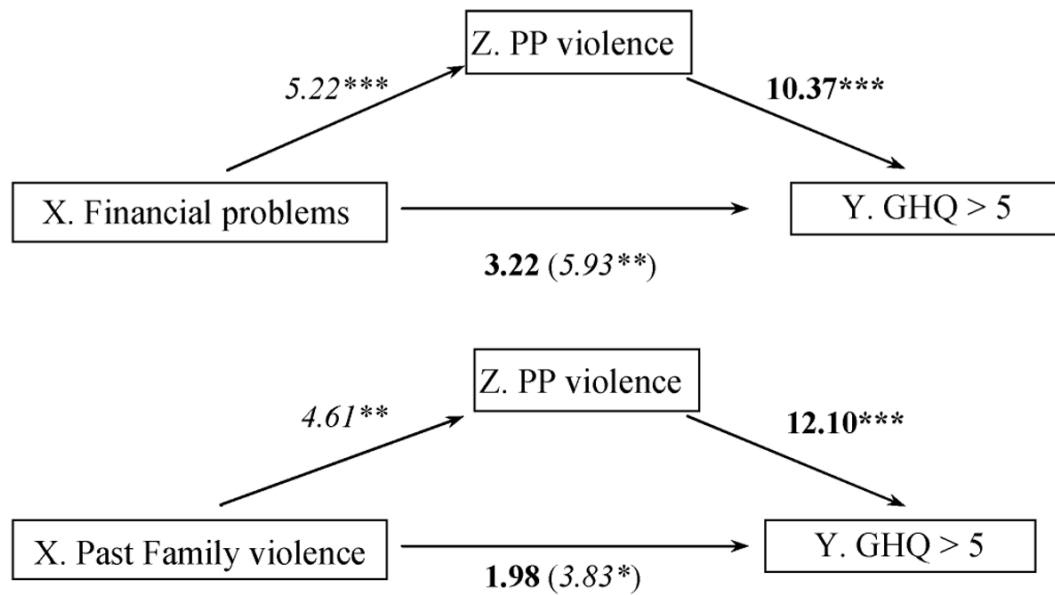 Z. PP violence
5.22***
10.37***
X. Financial problems
Y. GHQ > 5
3.22 (5.93**)
Z. PP violence
4.61**
12.10***
X. Past Family violence
Y. GHQ > 5
1.98 (3.83*)